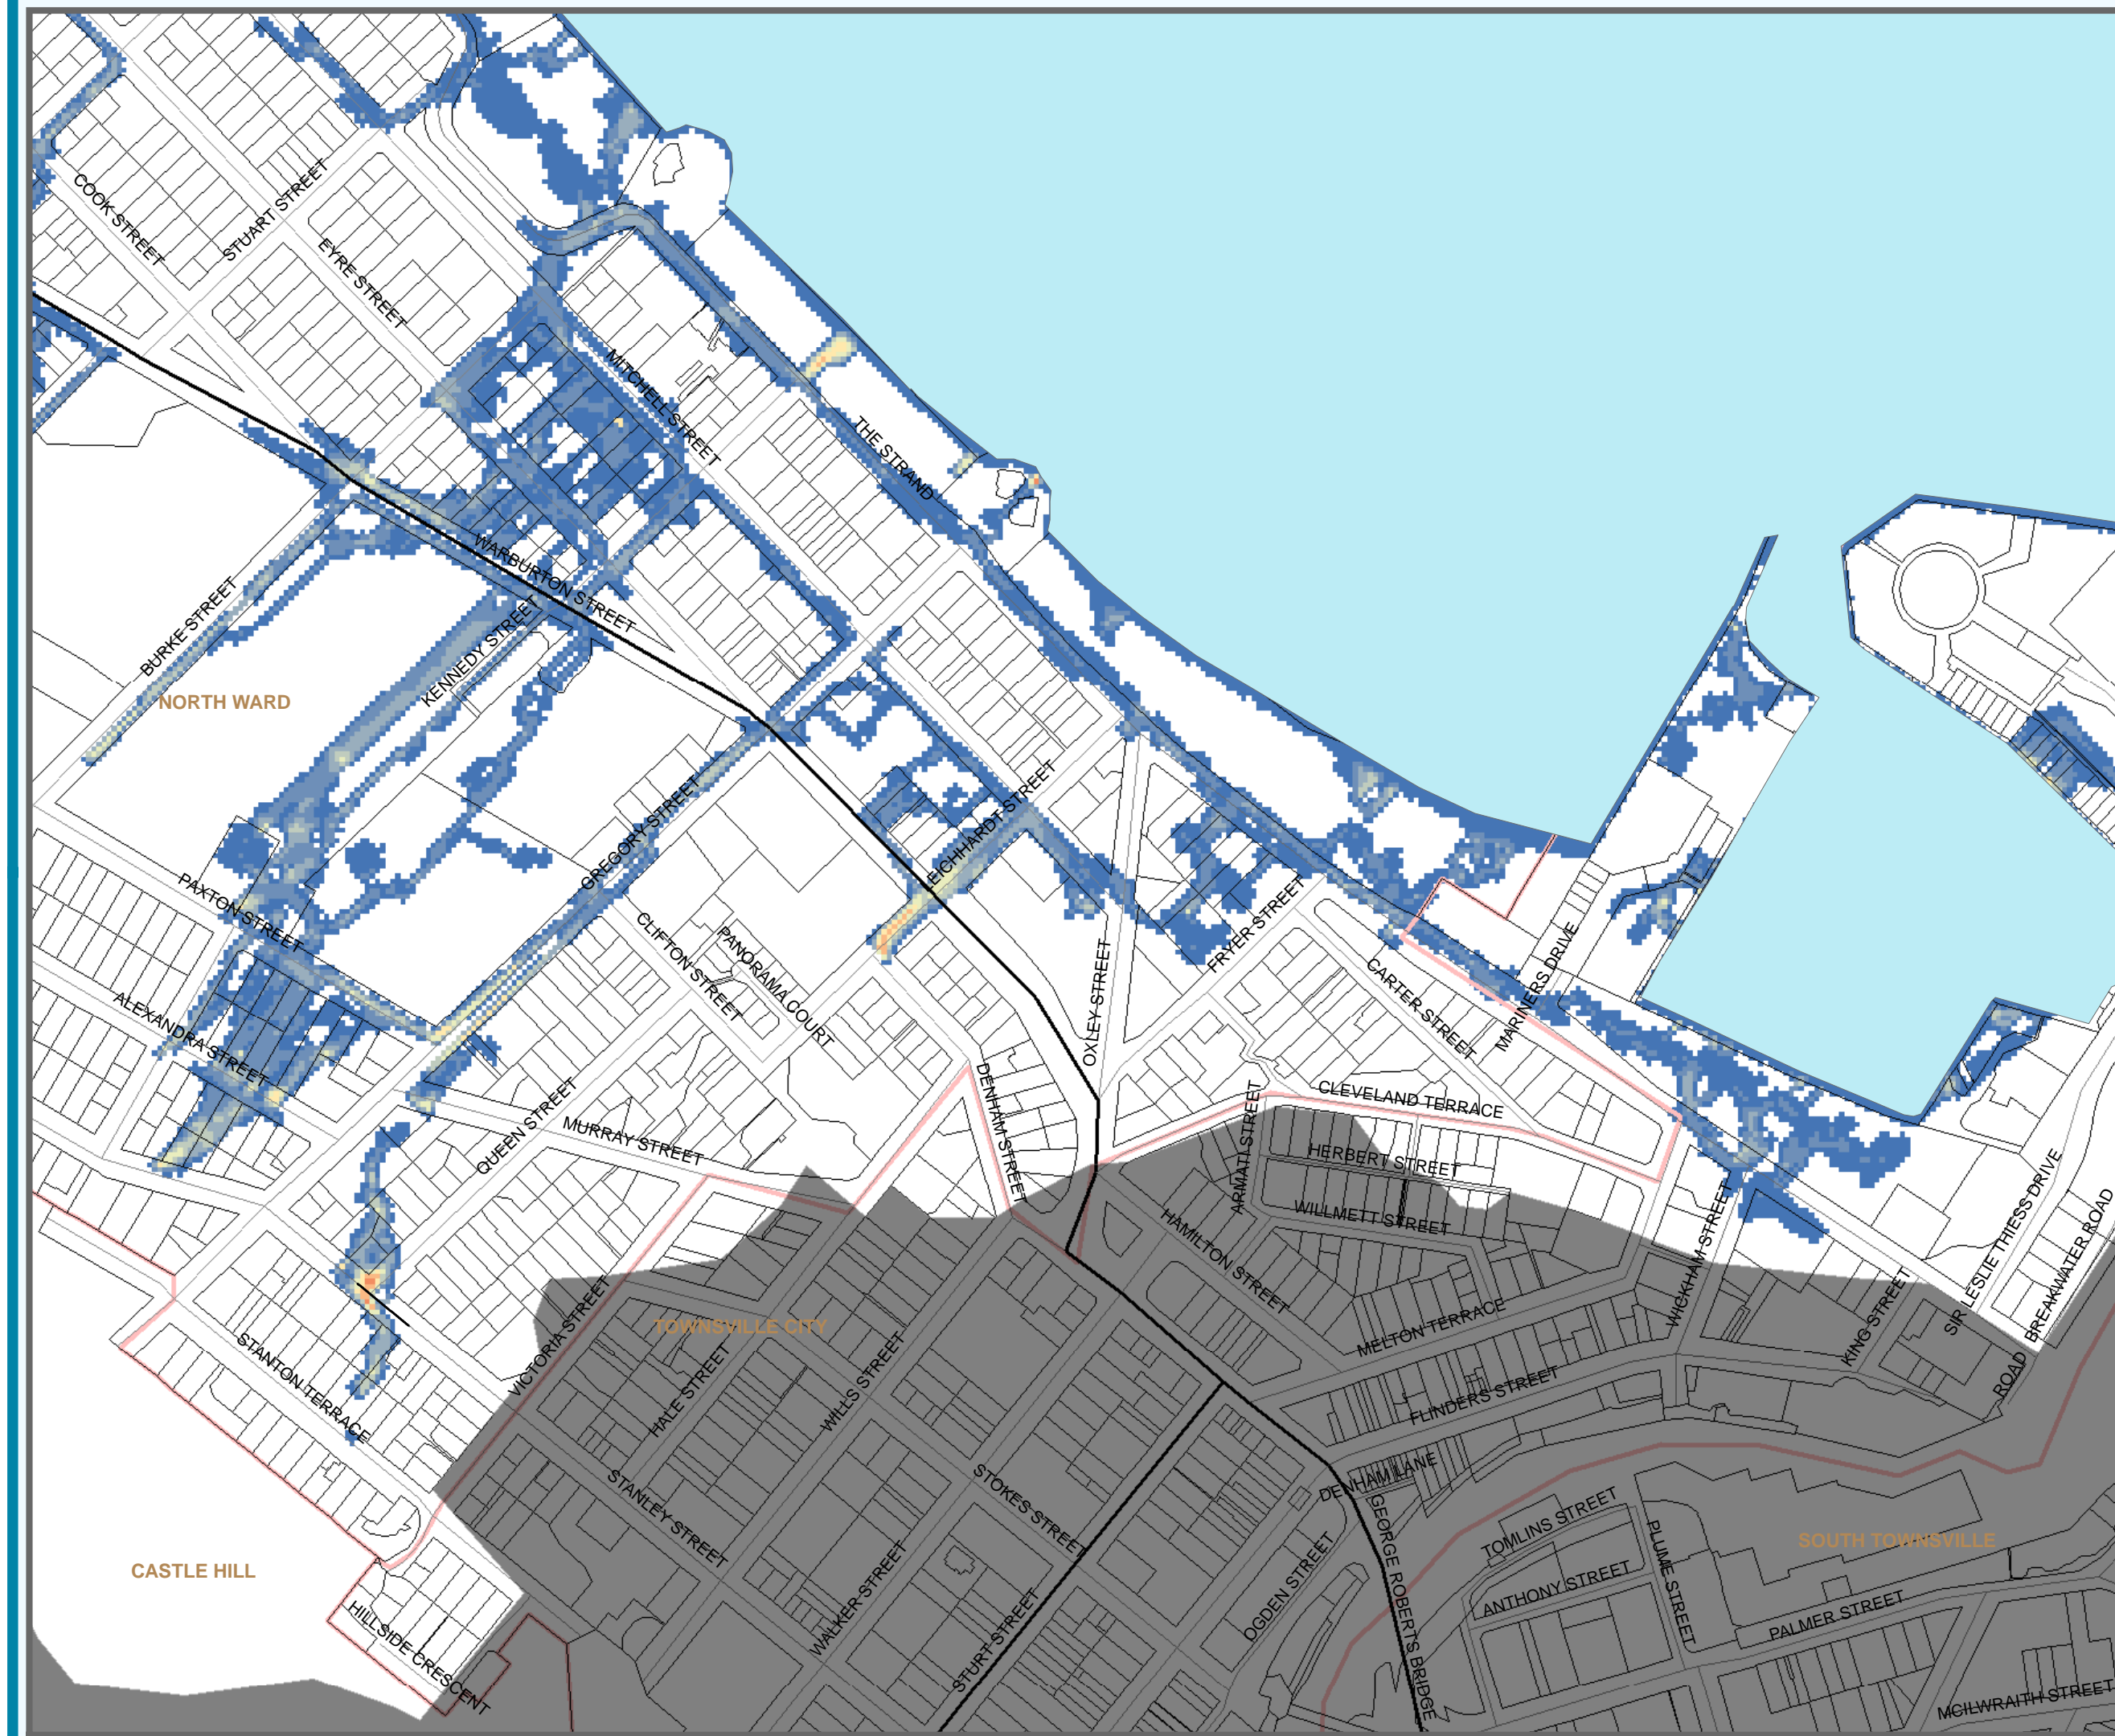 COOK STREET
STUART STREET
EYRE STREET
MITCHELL STREET
THE STRAND
WARBURTON STREET
BURKE STREET
KENNEDY STREET
NORTH WARD
GREGORY STREET
LEICHHARDT STREET
PAXTON STREET
CLIFTON STREET
PANORAMA COURT
OXLEY STREET
FRYER STREET
CARTER STREET
MARINERS DRIVE
ALEXANDRA STREET
QUEEN STREET
MURRAY STREET
DENHAM STREET
CLEVELAND TERRACE
ARMATI STREET
HERBERT STREET
WILLMETT STREET
HAMILTON STREET
WICKHAM STREET
SIR LESLIE THIESS DRIVE
BREAKWATER ROAD
KING STREET
MELTON TERRACE
TOWNSVILLE CITY
VICTORIA STREET
HALE STREET
WILLS STREET
STANTON TERRACE
FLINDERS STREET
ROAD
STANLEY STREET
STOKES STREET
DENHAM LANE
GEORGE ROBERTS BRIDGE
TOMLINS STREET
PLUME STREET
SOUTH TOWNSVILLE
CASTLE HILL
HILLSIDE CRESCENT
WALKER STREET
STURT STREET
OGDEN STREET
ANTHONY STREET
PALMER STREET
MCILWRAITH STREET